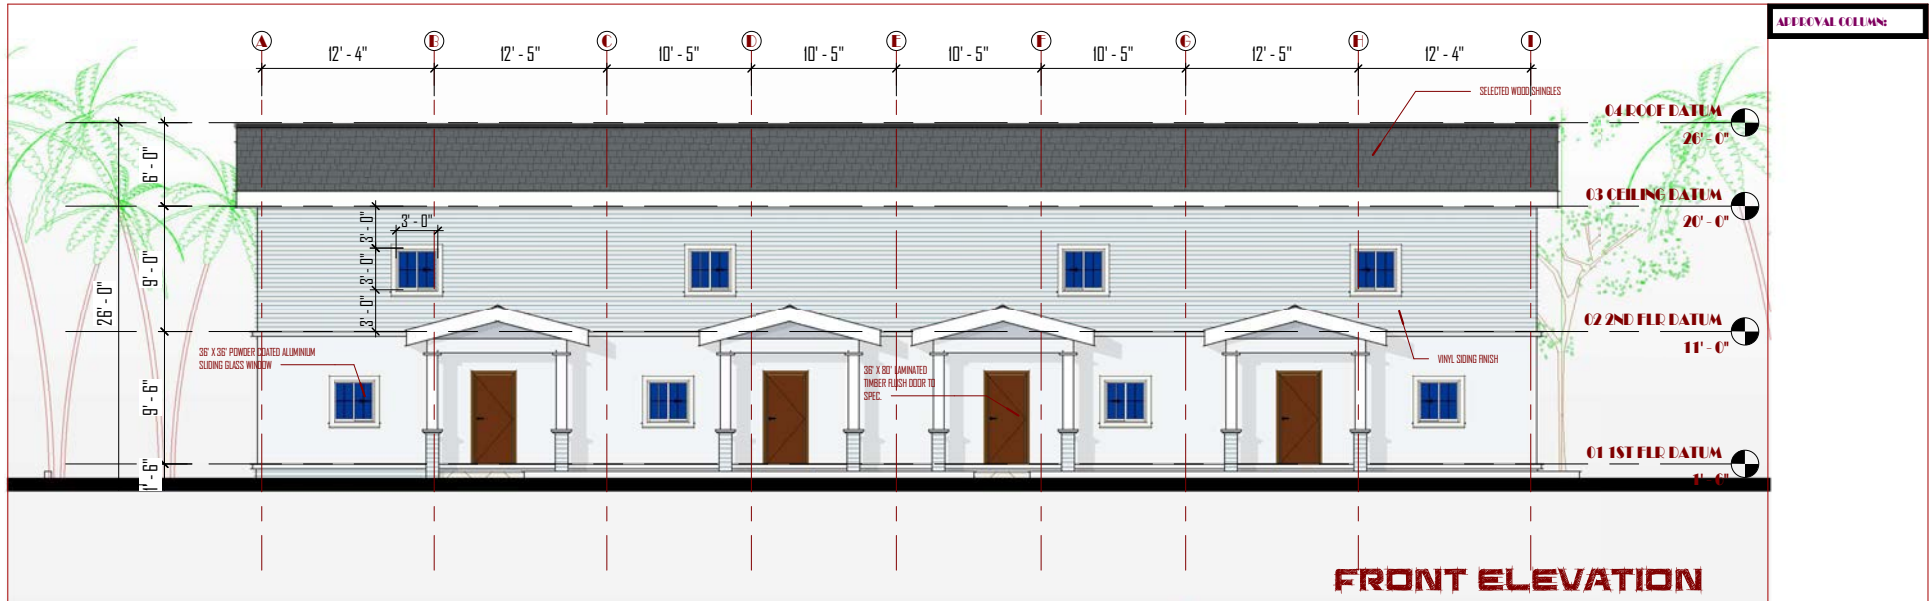 APPROVAL COLUMN:
A B C D E F G H I
12' - 4" 12' - 5" 10' - 5" 10' - 5" 10' - 5" 10' - 5" 12' - 5" 12' - 4"
SELECTED WOOD SHINGLES
04 ROOF DATUM
26' - 0"
6' - 0"
03 CEILING DATUM
20' - 0"
3' - 0"
3' - 0"
9' - 0"
3' - 0"
26' - 0"
3' - 0"
02 2ND FLR DATUM
11' - 0"
36' X 36' POWDER COATED ALUMINIUM
SLIDING GLASS WINDOW
VINYL SIDING FINISH
36' X 80' LAMINATED
TIMBER FLUSH DOOR TO
SPEC.
9' - 6"
01 1ST FLR DATUM
1' - 6"
1' - 6"
FRONT ELEVATION